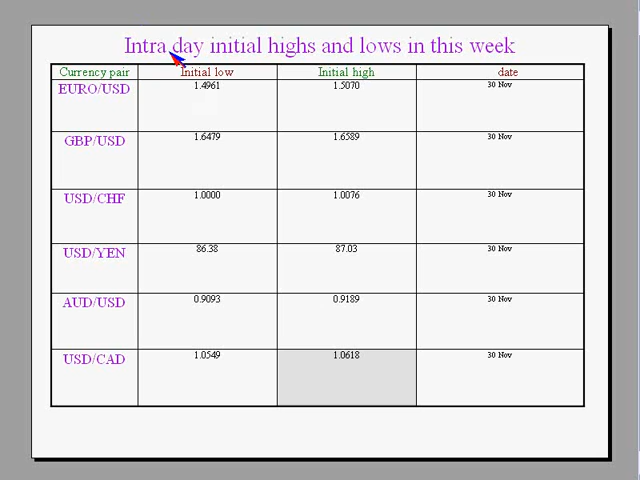 Intra day initial highs and lows in this week
Currency pair Initial low Initial high date
EURO/USD 1.4961 1.5070 30 Nov
GBP/USD 1.6479 1.6589 30 Nov
USD/CHF 1.0000 1.0076 30 Nov
USD/YEN 86.38 87.03 30 Nov
AUD/USD 0.9093 0.9189 30 Nov
USD/CAD 1.0549 1.0618 30 Nov